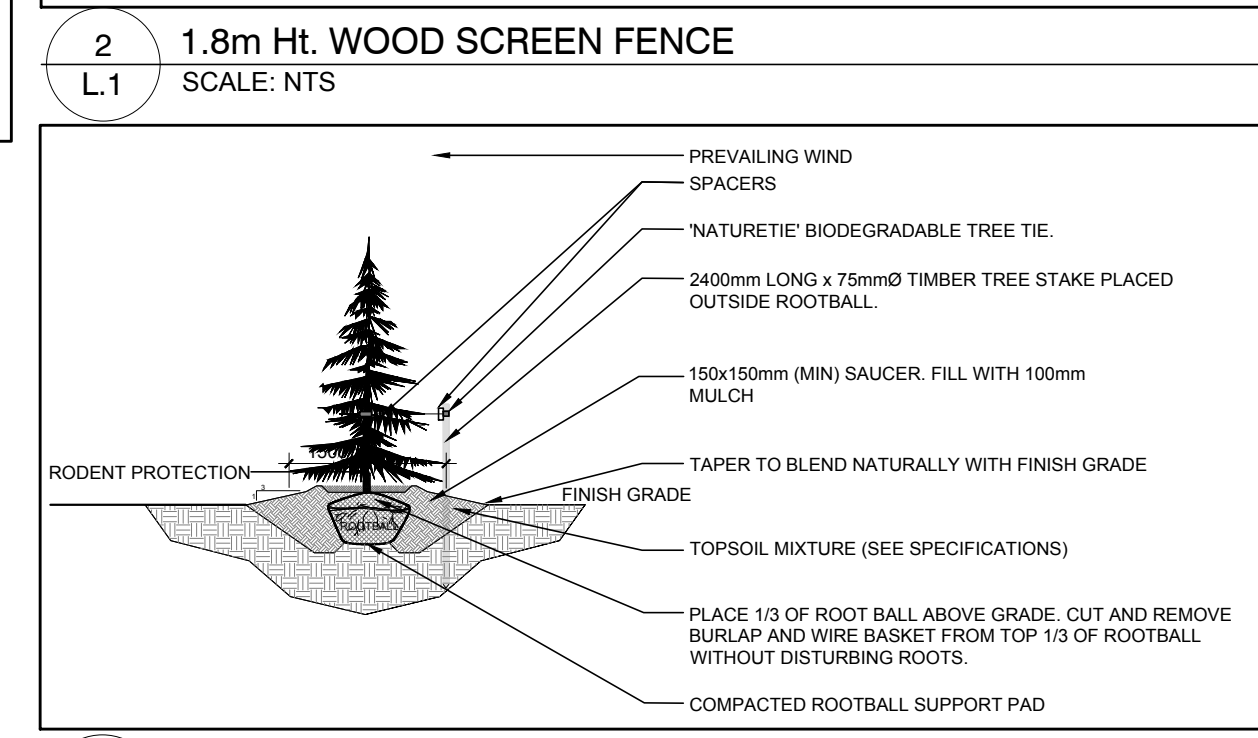 2
L.1
1.8m Ht. WOOD SCREEN FENCE
SCALE: NTS
PREVAILING WIND
SPACERS
'NATURETIE' BIODEGRADABLE TREE TIE.
2400mm LONG x 75mmØ TIMBER TREE STAKE PLACED
OUTSIDE ROOTBALL.
150x150mm (MIN) SAUCER. FILL WITH 100mm
MULCH
RODENT PROTECTION
TAPER TO BLEND NATURALLY WITH FINISH GRADE
3
1
FINISH GRADE
ROOTBALL
TOPSOIL MIXTURE (SEE SPECIFICATIONS)
PLACE 1/3 OF ROOT BALL ABOVE GRADE. CUT AND REMOVE
BURLAP AND WIRE BASKET FROM TOP 1/3 OF ROOTBALL
WITHOUT DISTURBING ROOTS.
COMPACTED ROOTBALL SUPPORT PAD